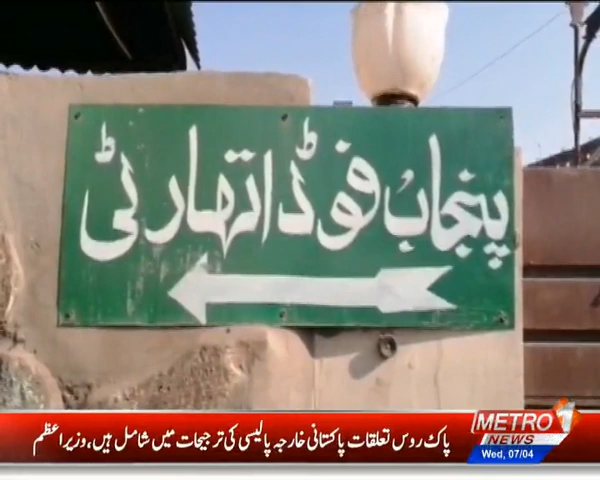 پنجاب فوڈ اتھارٹی
پاک روس تعلقات پاکستانی خارجہ پالیسی کی ترجیحات میں شامل ہیں، وزیراعظم
METRO 1
NEWS
Wed, 07/04